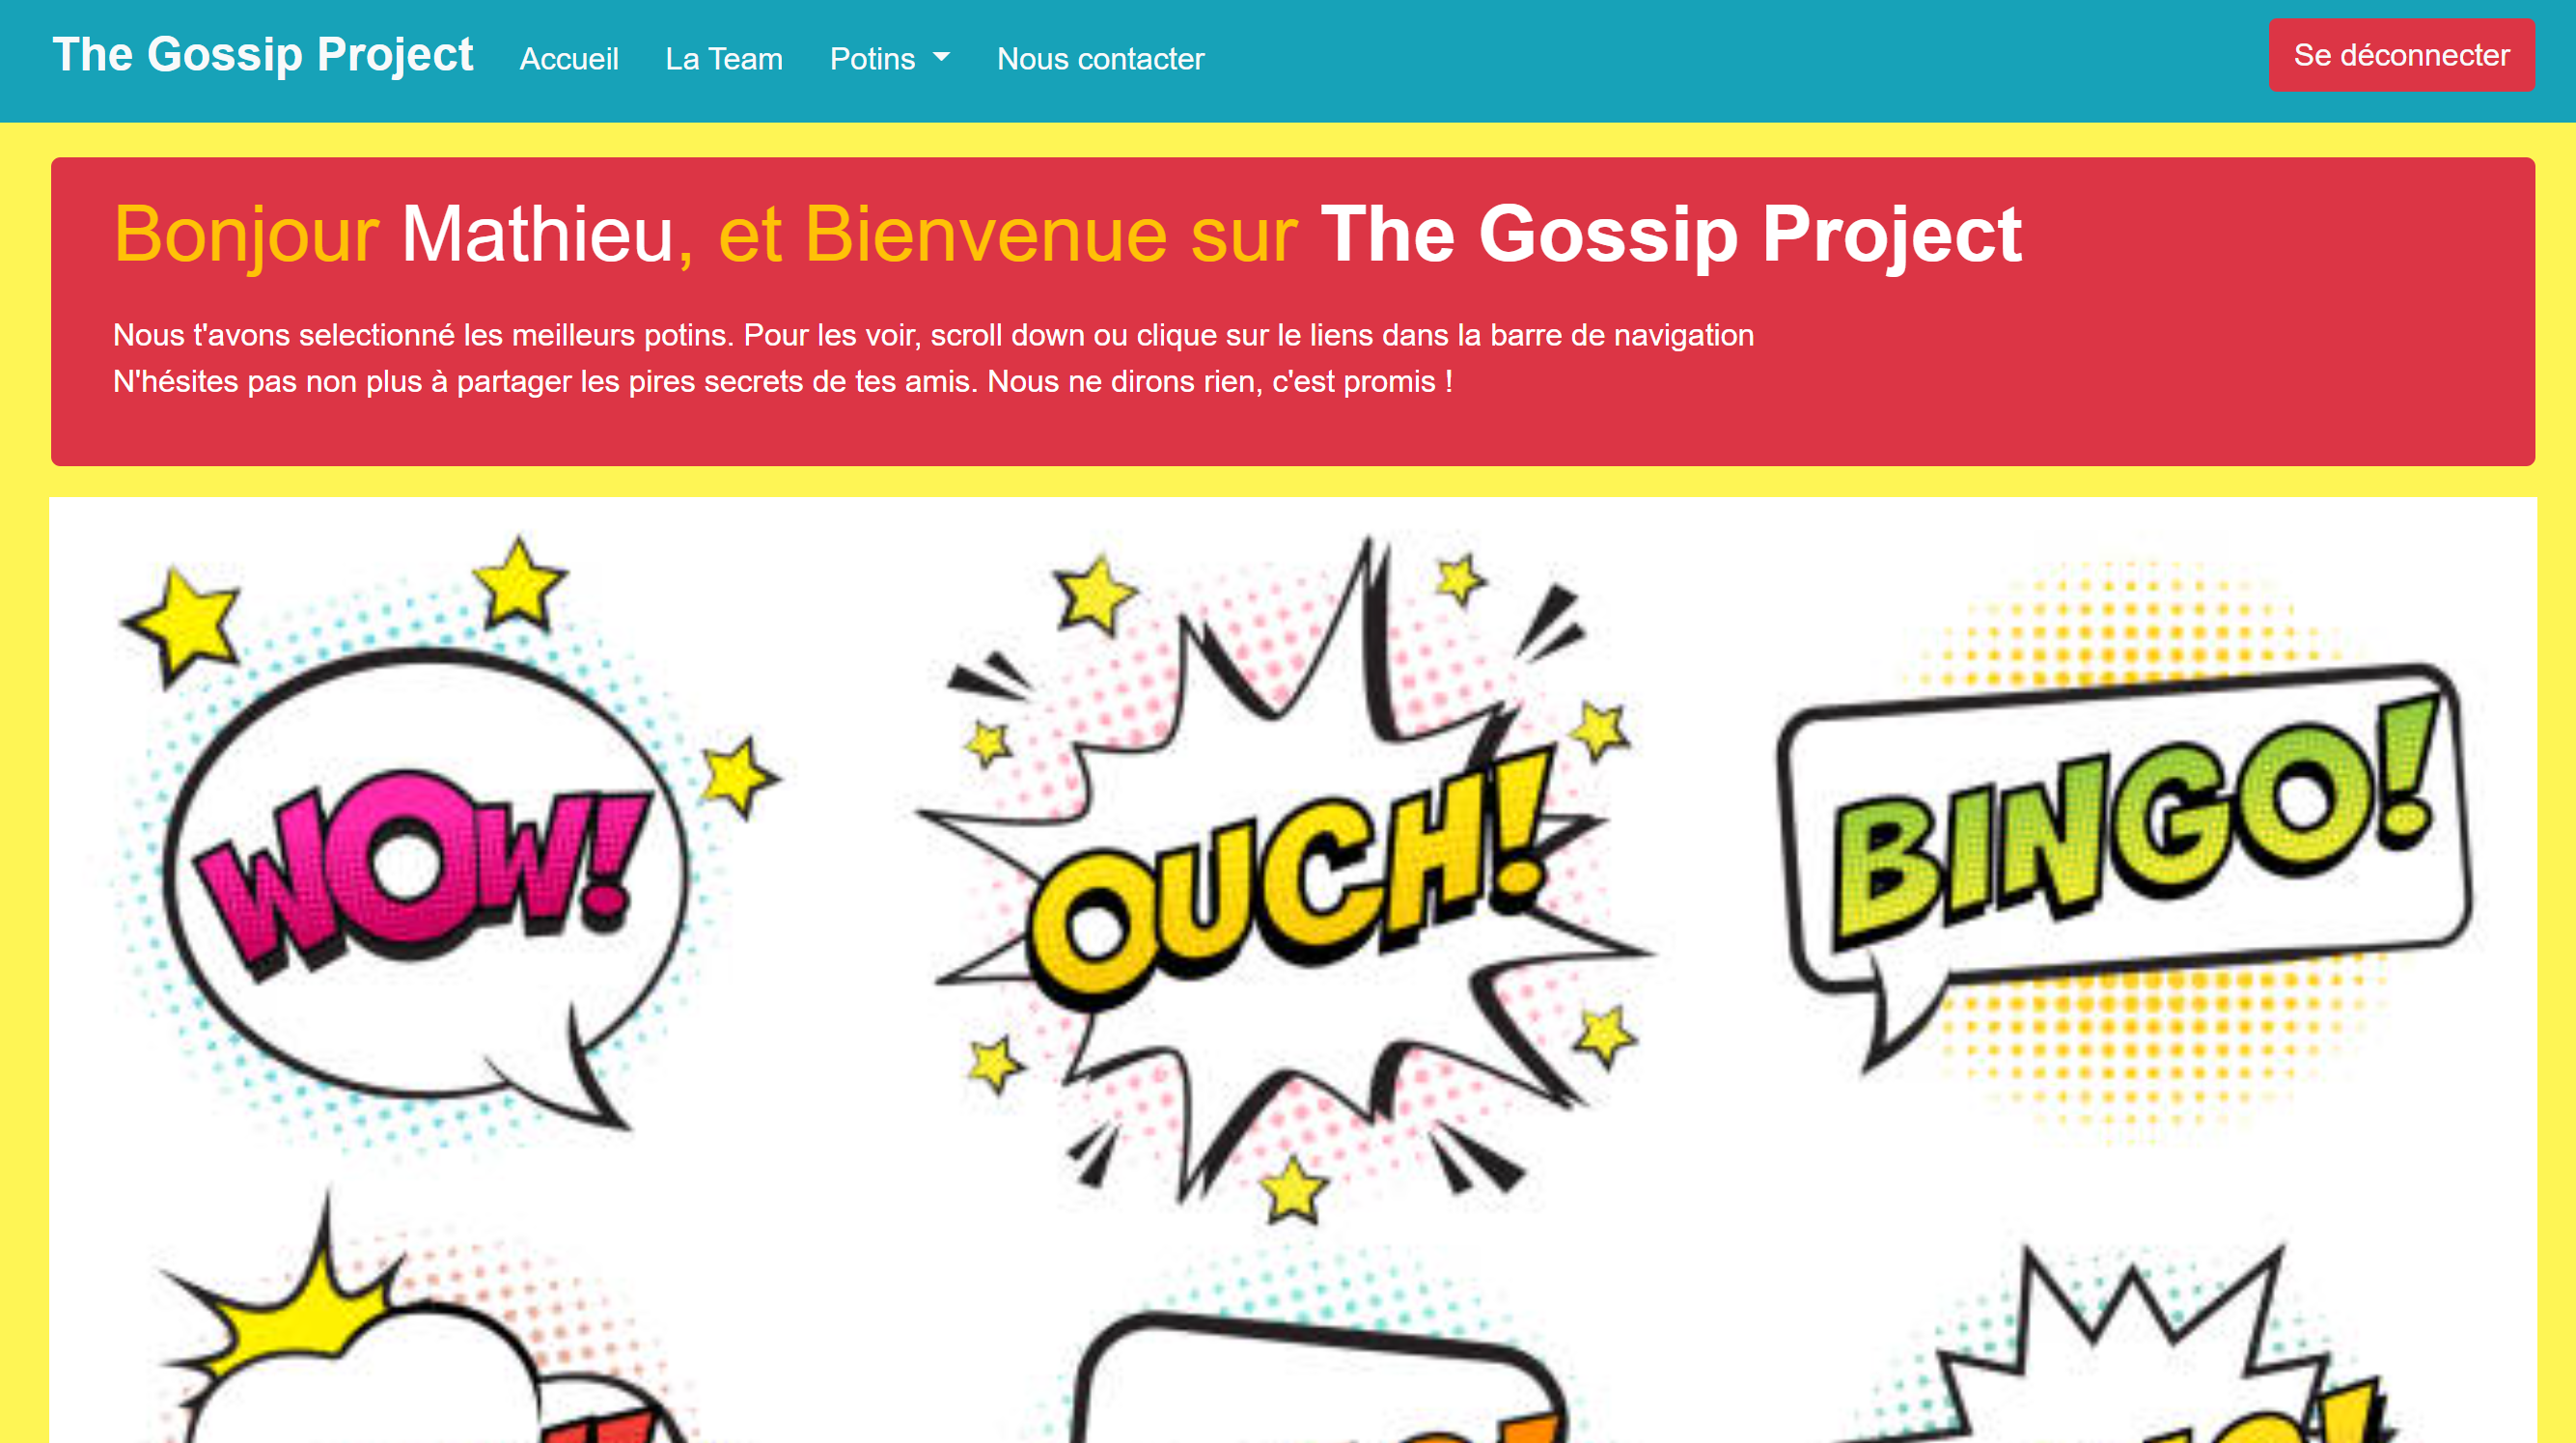 The Gossip Project Accueil La Team Potins Nous contacter Se déconnecter
Bonjour Mathieu, et Bienvenue sur The Gossip Project
Nous t'avons selectionné les meilleurs potins. Pour les voir, scroll down ou clique sur le liens dans la barre de navigation
N'hésites pas non plus à partager les pires secrets de tes amis. Nous ne dirons rien, c'est promis !
WOW!
OUCH!
BINGO!